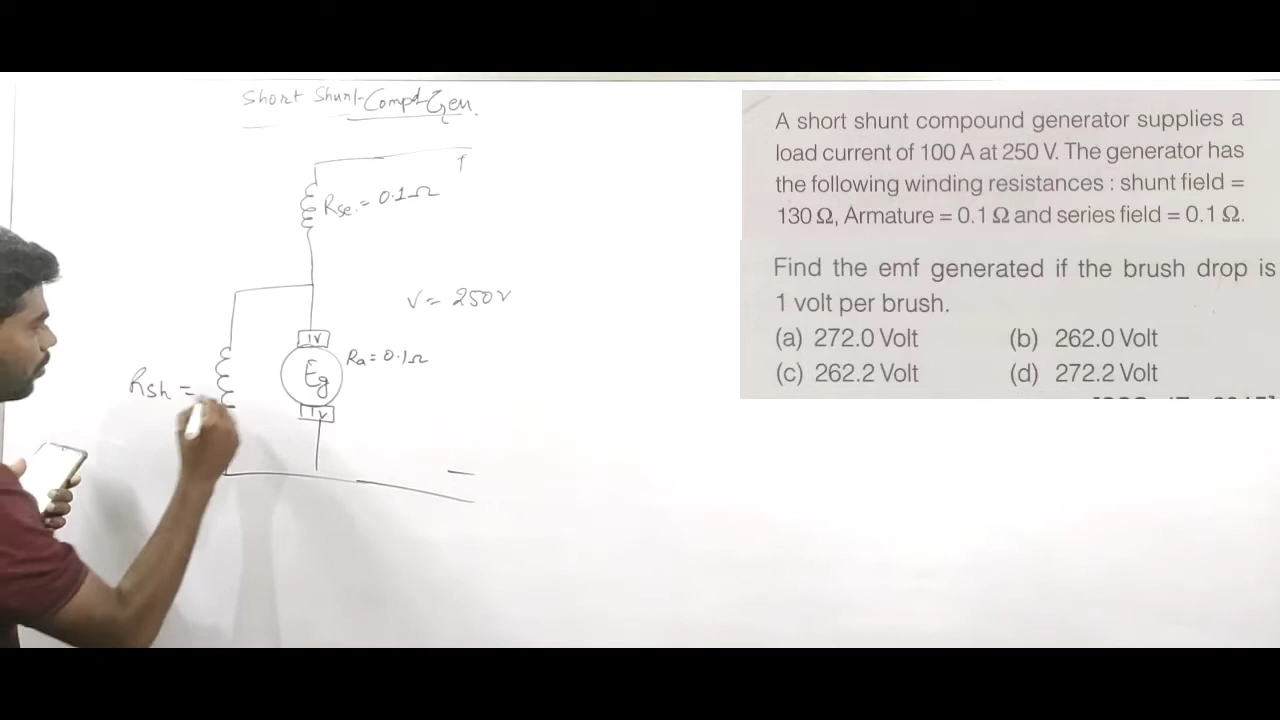 Short Shunt Compd Gen.
Rse. = 0.1Ω
V = 250V
1V
Ra = 0.1Ω
Eg
Rsh =
1V
A short shunt compound generator supplies a
load current of 100 A at 250 V. The generator has
the following winding resistances : shunt field =
130 Ω, Armature = 0.1 Ω and series field = 0.1 Ω.
Find the emf generated if the brush drop is
1 volt per brush.
(a) 272.0 Volt (b) 262.0 Volt
(c) 262.2 Volt (d) 272.2 Volt